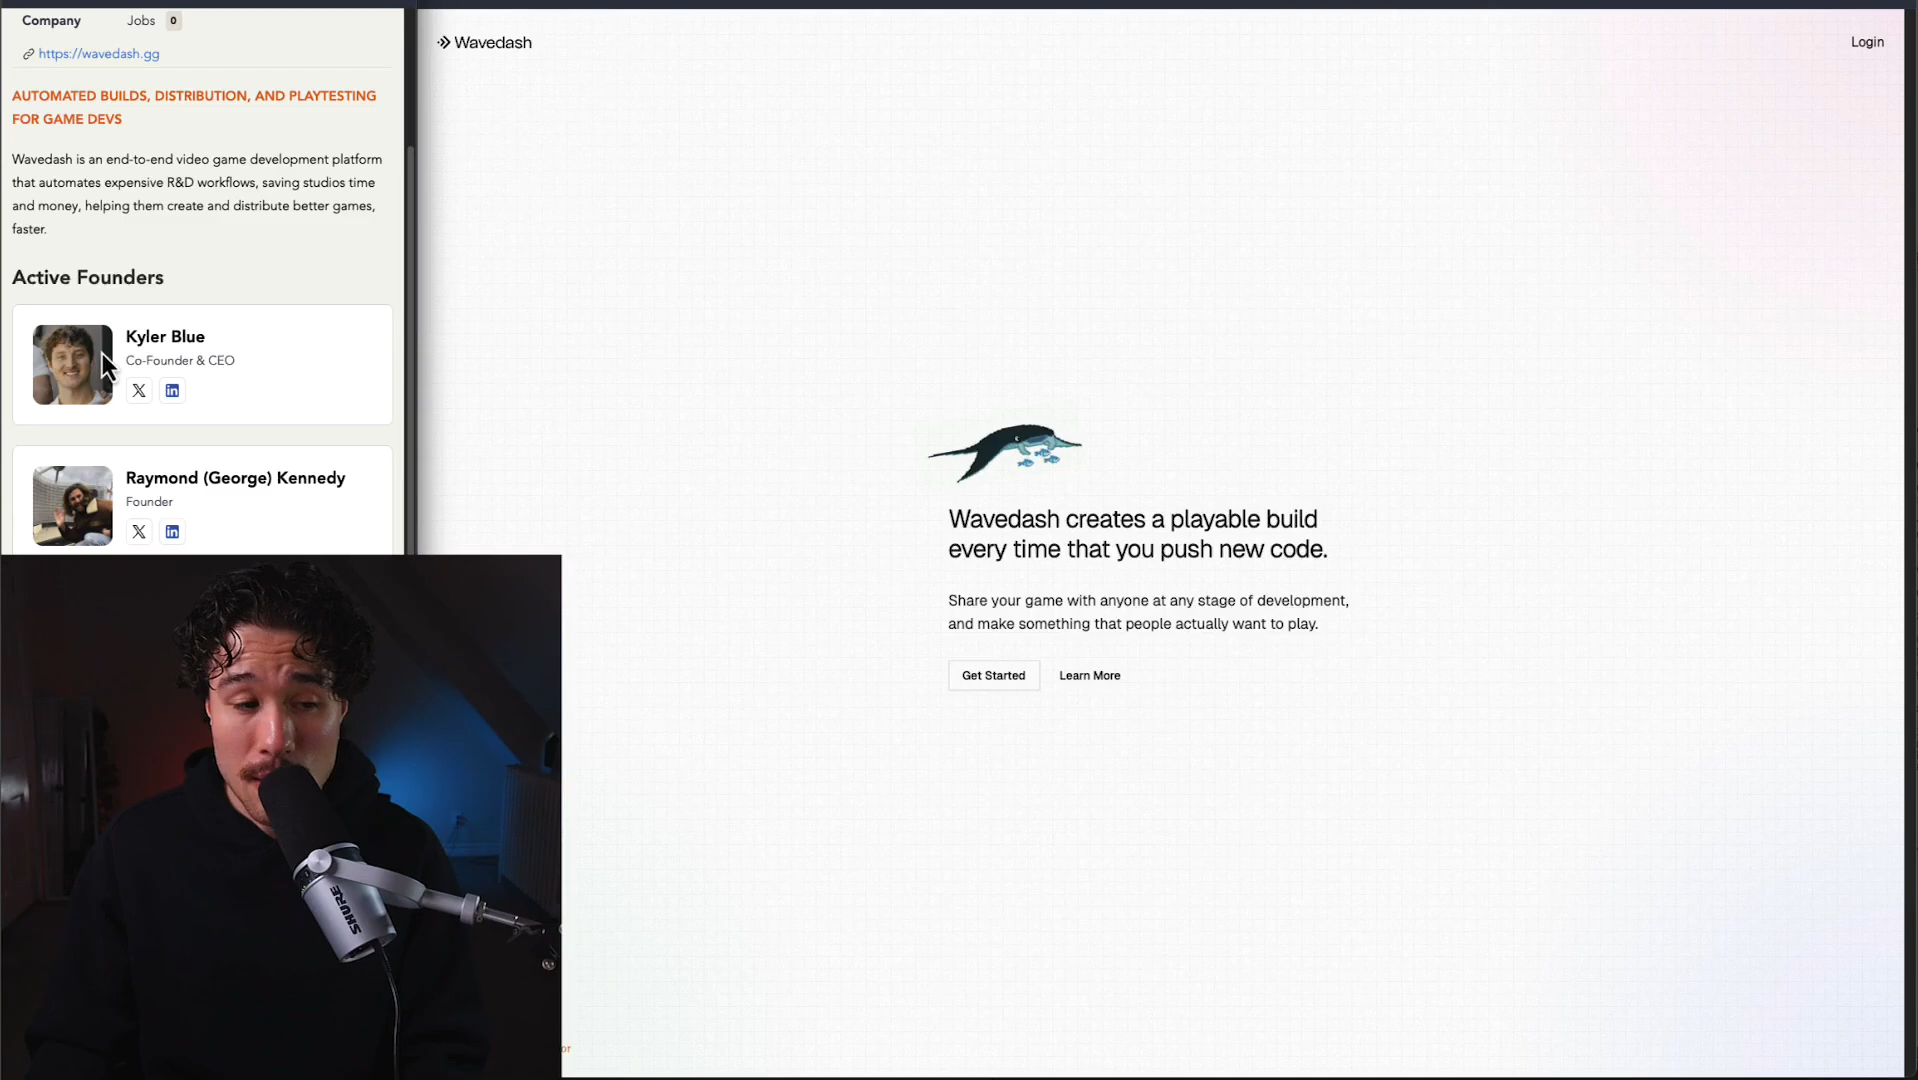 Company
Jobs 0
https://wavedash.gg
AUTOMATED BUILDS, DISTRIBUTION, AND PLAYTESTING
FOR GAME DEVS
Wavedash is an end-to-end video game development platform
that automates expensive R&D workflows, saving studios time
and money, helping them create and distribute better games,
faster.
Active Founders
Kyler Blue
Co-Founder & CEO
X in
Raymond (George) Kennedy
Founder
X in
SHURE
or
Wavedash
Login
Wavedash creates a playable build
every time that you push new code.
Share your game with anyone at any stage of development,
and make something that people actually want to play.
Get Started
Learn More